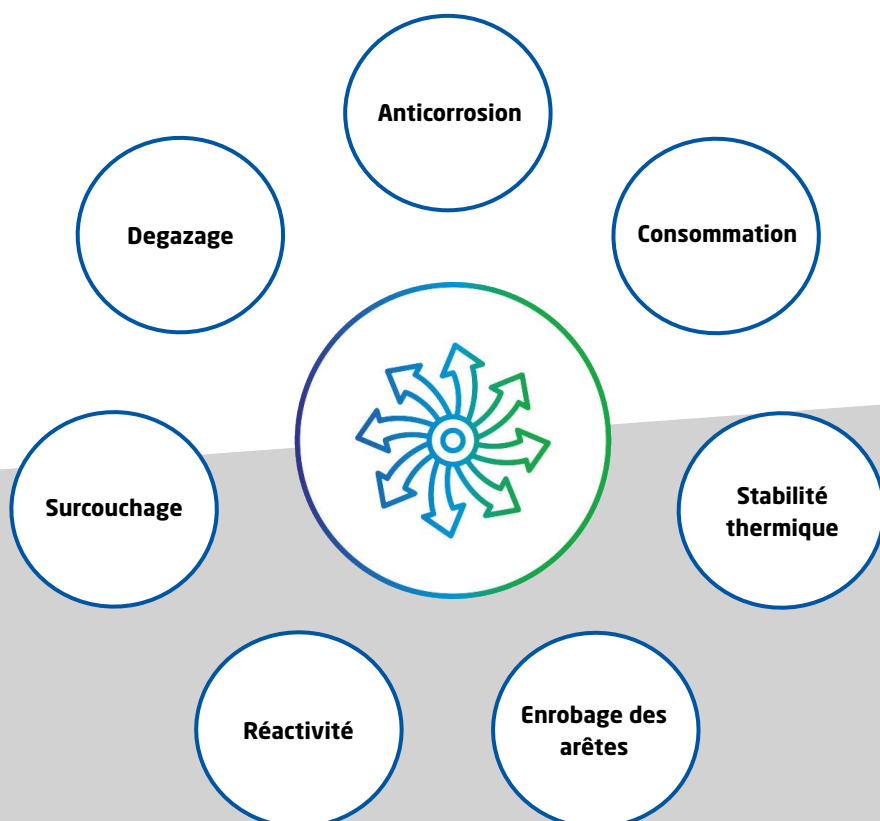 Anticorrosion
Degazage
Consommation
Surcouchage
Stabilité
thermique
Réactivité
Enrobage des
arêtes